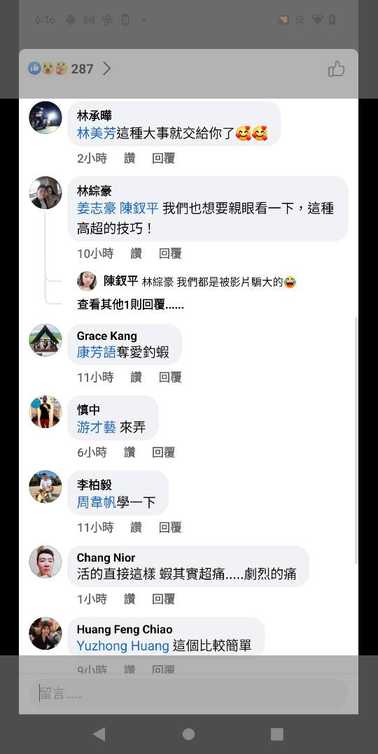 6:16
287
林承曄
林美芳這種大事就交給你了
2小時 讚 回覆
林綜豪
姜志豪 陳釵平 我們也想要親眼看一下，這種
高超的技巧！
10小時 讚 回覆
陳釵平 林綜豪 我們都是被影片騙大的
查看其他1則回覆......
Grace Kang
康芳語奪愛釣蝦
11小時 讚 回覆
慎中
游才藝 來弄
6小時 讚 回覆
李柏毅
周韋帆學一下
11小時 讚 回覆
Chang Nior
活的直接這樣 蝦其實超痛.....劇烈的痛
1小時 讚 回覆
Huang Feng Chiao
Yuzhong Huang 這個比較簡單
9小時 讚 回覆
留言.....